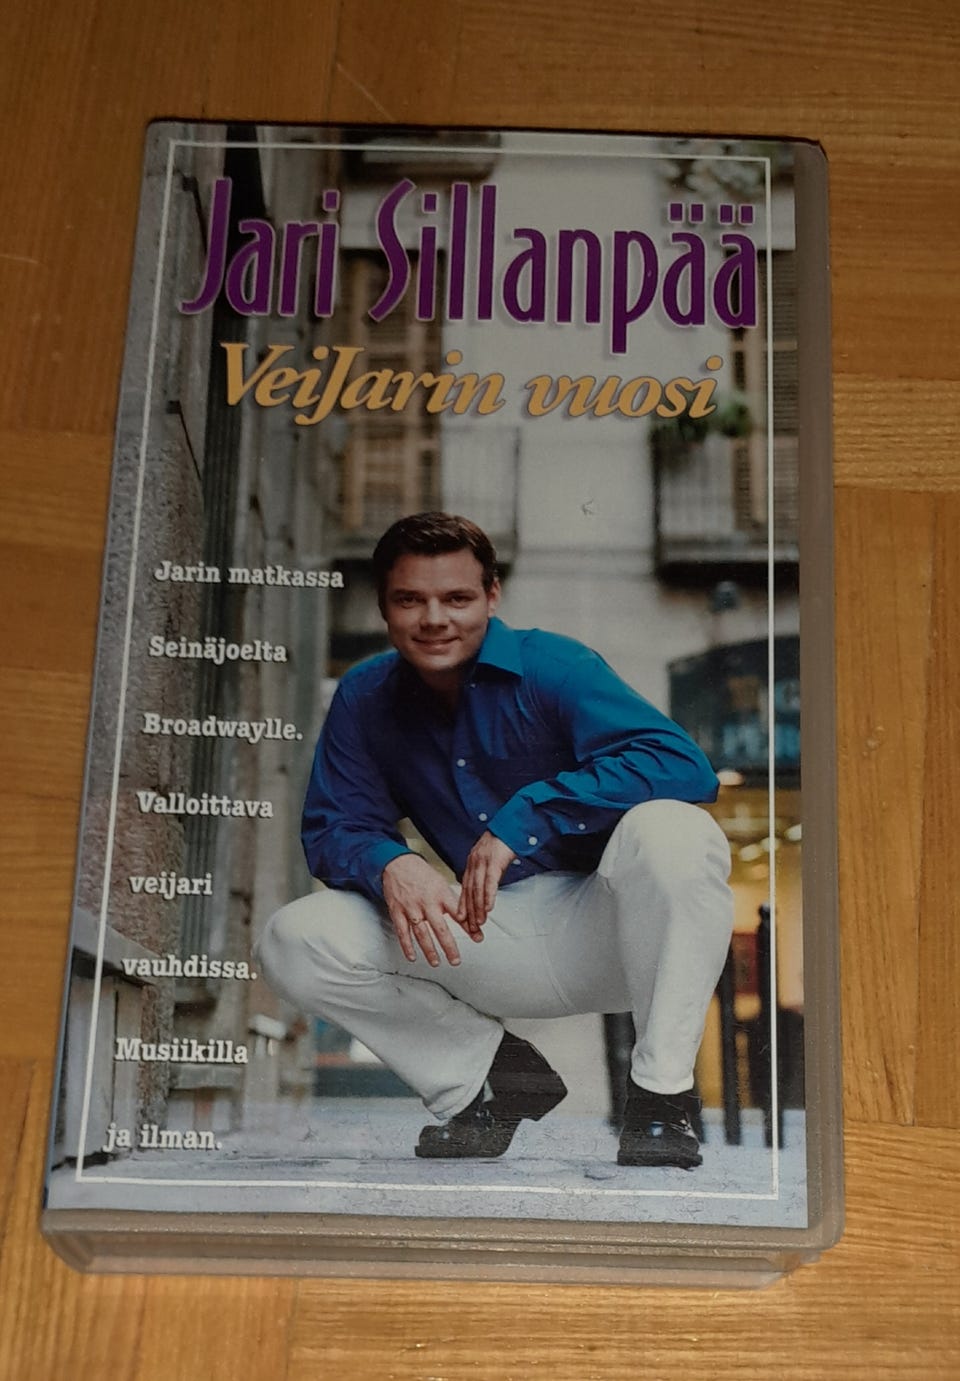 Jari Sillanpää
VeiJarin vuosi
Jarin matkassa
Seinäjoelta
Broadwaylle.
Valloittava
veijari
vauhdissa.
Musiikilla
ja ilman.